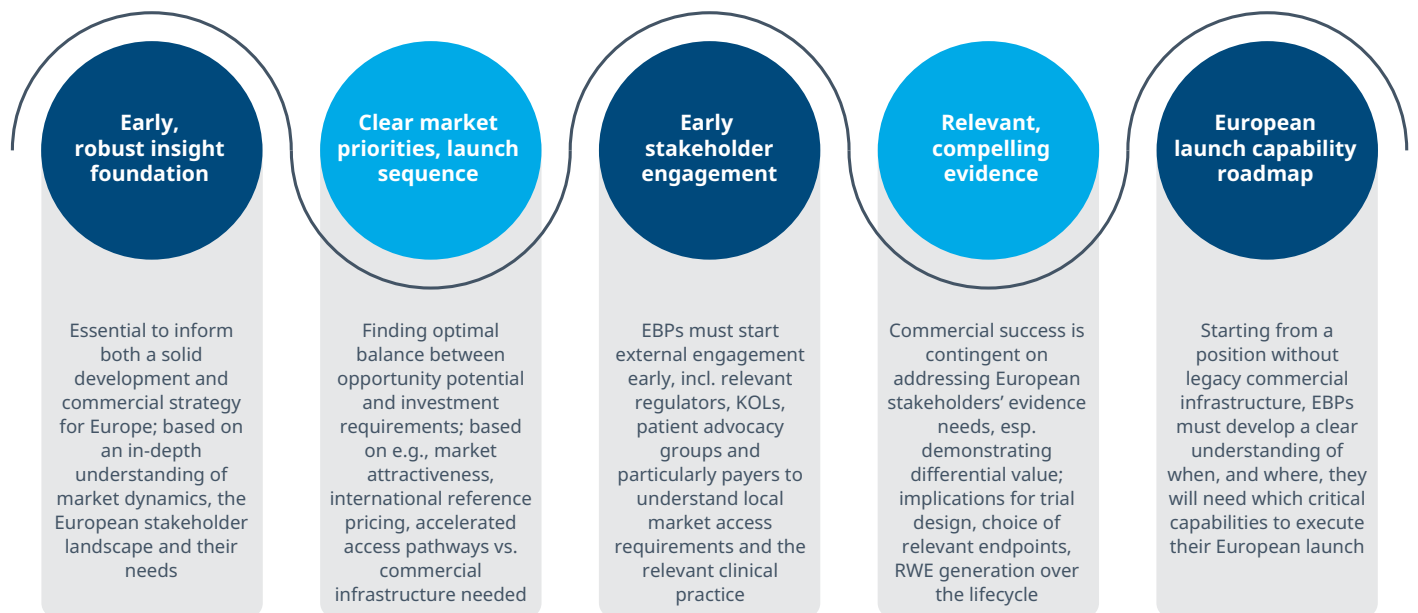 Early,
robust insight
foundation
Essential to inform
both a solid
development and
commercial strategy
for Europe; based on
an in-depth
understanding of
market dynamics, the
European stakeholder
landscape and their
needs
Clear market
priorities, launch
sequence
Finding optimal
balance between
opportunity potential
and investment
requirements; based
on e.g., market
attractiveness,
international reference
pricing, accelerated
access pathways vs.
commercial
infrastructure needed
Early
stakeholder
engagement
EBPs must start
external engagement
early, incl. relevant
regulators, KOLs,
patient advocacy
groups and
particularly payers to
understand local
market access
requirements and the
relevant clinical
practice
Relevant,
compelling
evidence
Commercial success is
contingent on
addressing European
stakeholders’ evidence
needs, esp.
demonstrating
differential value;
implications for trial
design, choice of
relevant endpoints,
RWE generation over
the lifecycle
European
launch capability
roadmap
Starting from a
position without
legacy commercial
infrastructure, EBPs
must develop a clear
understanding of
when, and where, they
will need which critical
capabilities to execute
their European launch